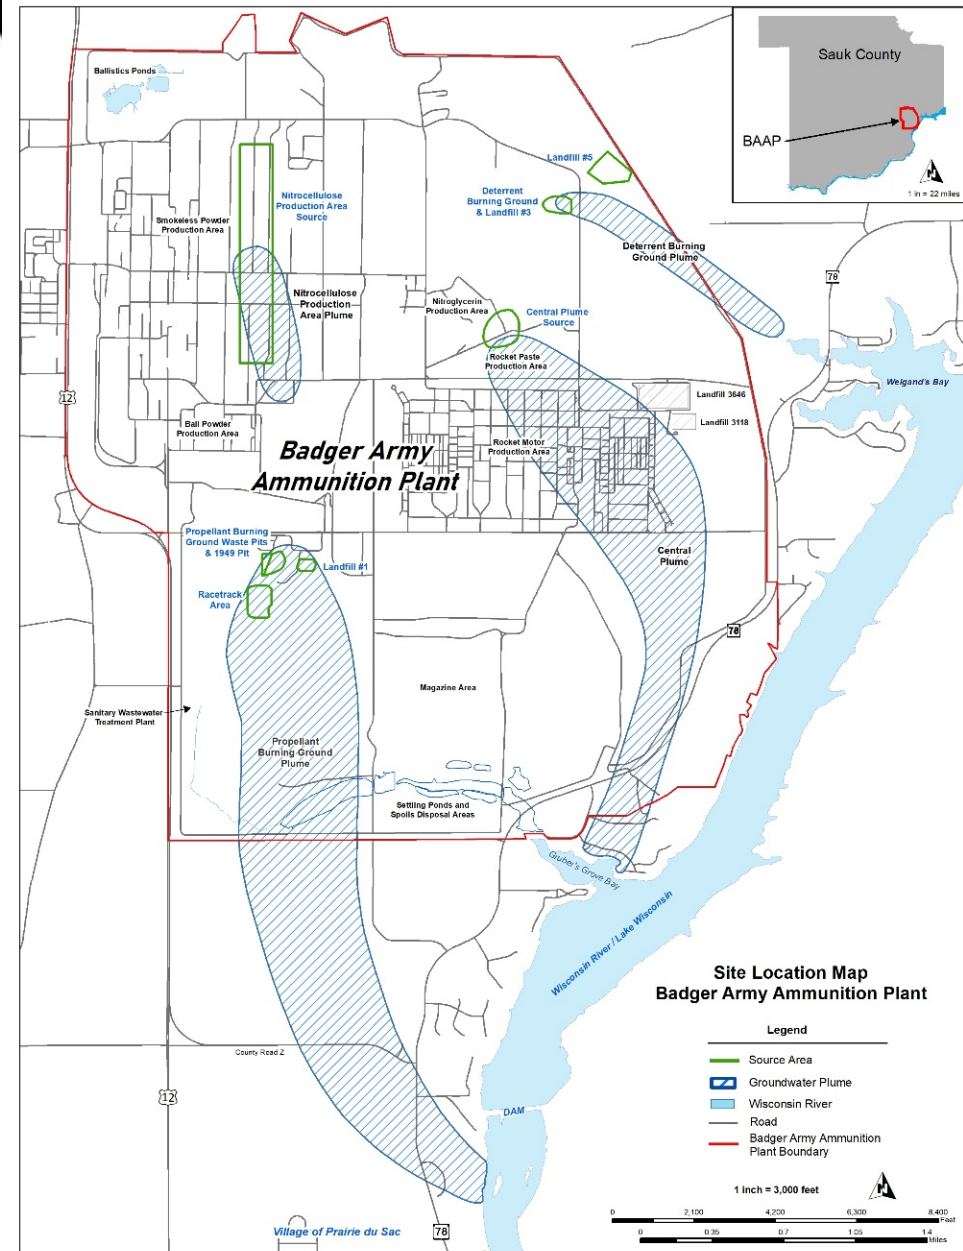 Sauk County
BAAP
1 in = 22 miles
Ballistics Ponds
Landfill #5
Deterrent
Burning Ground
& Landfill #3
Nitrocellulose
Production Area
Source
Smokeless Powder
Production Area
Deterrent Burning
Ground Plume
78
Nitrocellulose
Production
Area Plume
Nitroglycerin
Production Area
Central Plume
Source
Rocket Paste
Production Area
Weigand's Bay
12
Landfill 3646
Landfill 3118
Ball Powder
Production Area
Rocket Motor
Production Area
Badger Army
Ammunition Plant
Propellant Burning
Ground Waste Pits
& 1949 Pit
Landfill #1
Central
Plume
Racetrack
Area
78
Magazine Area
Sanitary Wastewater
Treatment Plant
Propellant
Burning Ground
Plume
Settling Ponds and
Spoils Disposal Areas
Gruber's Grove Bay
Wisconsin River / Lake Wisconsin
Site Location Map
Badger Army Ammunition Plant
Legend
Source Area
Groundwater Plume
Wisconsin River
Road
Badger Army Ammunition
Plant Boundary
County Road Z
12
DAM
1 inch = 3,000 feet
N
0 2,100 4,200 6,300 8,400
Feet
0 0.35 0.7 1.05 1.4
Miles
Village of Prairie du Sac
78